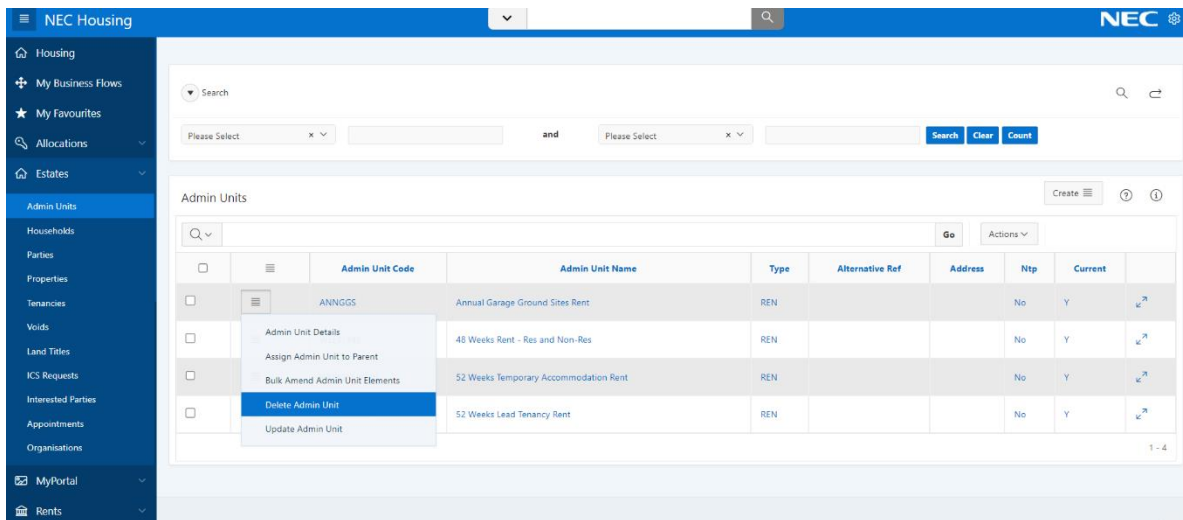 NEC Housing
NEC
Housing
My Business Flows
My Favourites
Allocations
Estates
Admin Units
Households
Parties
Properties
Tenancies
Voids
Land Titles
ICS Requests
Interested Parties
Appointments
Organisations
MyPortal
Rents
Search
Please Select and Please Select Search Clear Count
Admin Units Create
Go Actions
Admin Unit Code Admin Unit Name Type Alternative Ref Address Ntp Current
ANNGGS Annual Garage Ground Sites Rent REN No Y
48 Weeks Rent - Res and Non-Res REN No Y
52 Weeks Temporary Accommodation Rent REN No Y
52 Weeks Lead Tenancy Rent REN No Y
Admin Unit Details
Assign Admin Unit to Parent
Bulk Amend Admin Unit Elements
Delete Admin Unit
Update Admin Unit
1 - 4